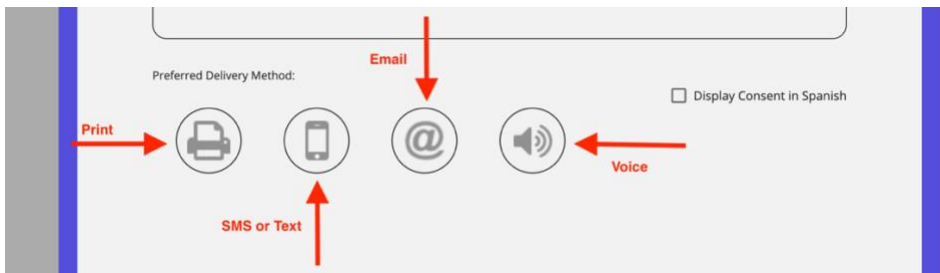 Email
Preferred Delivery Method:
Display Consent in Spanish
Print
@
Voice
SMS or Text